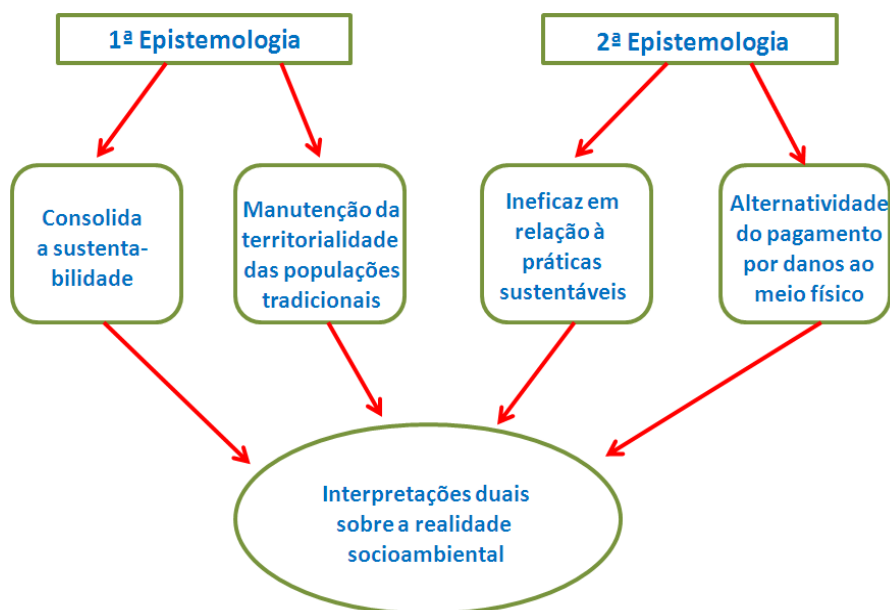 1ª Epistemologia
2ª Epistemologia
Consolida
a sustenta-
bilidade
Manutenção da
territorialidade
das populações
tradicionais
Ineficaz em
relação à
práticas
sustentáveis
Alternatividade
do pagamento
por danos ao
meio físico
Interpretações duais
sobre a realidade
socioambiental